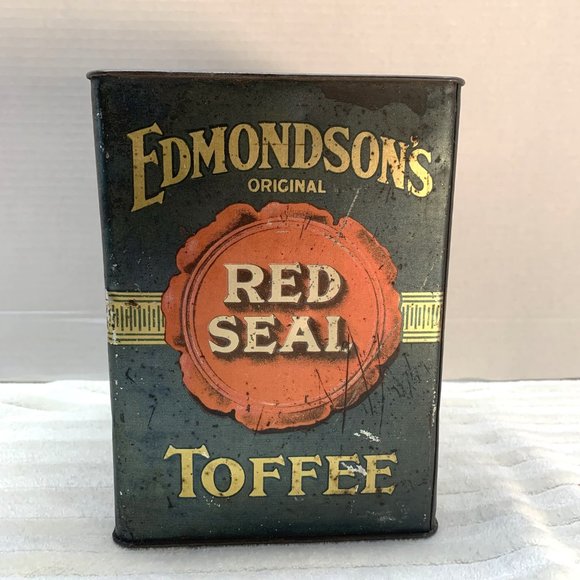 EDMONDSON'S
ORIGINAL
RED
SEAL
TOFFEE